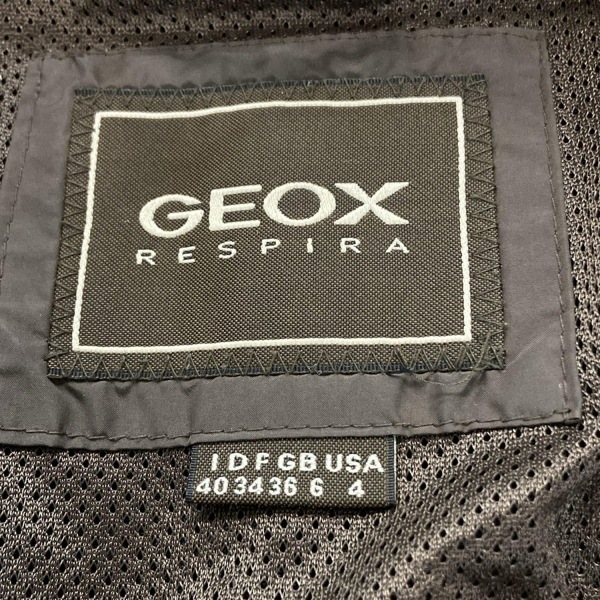 GEOX
RESPIRA
I D F GB USA
40 34 36 6 4